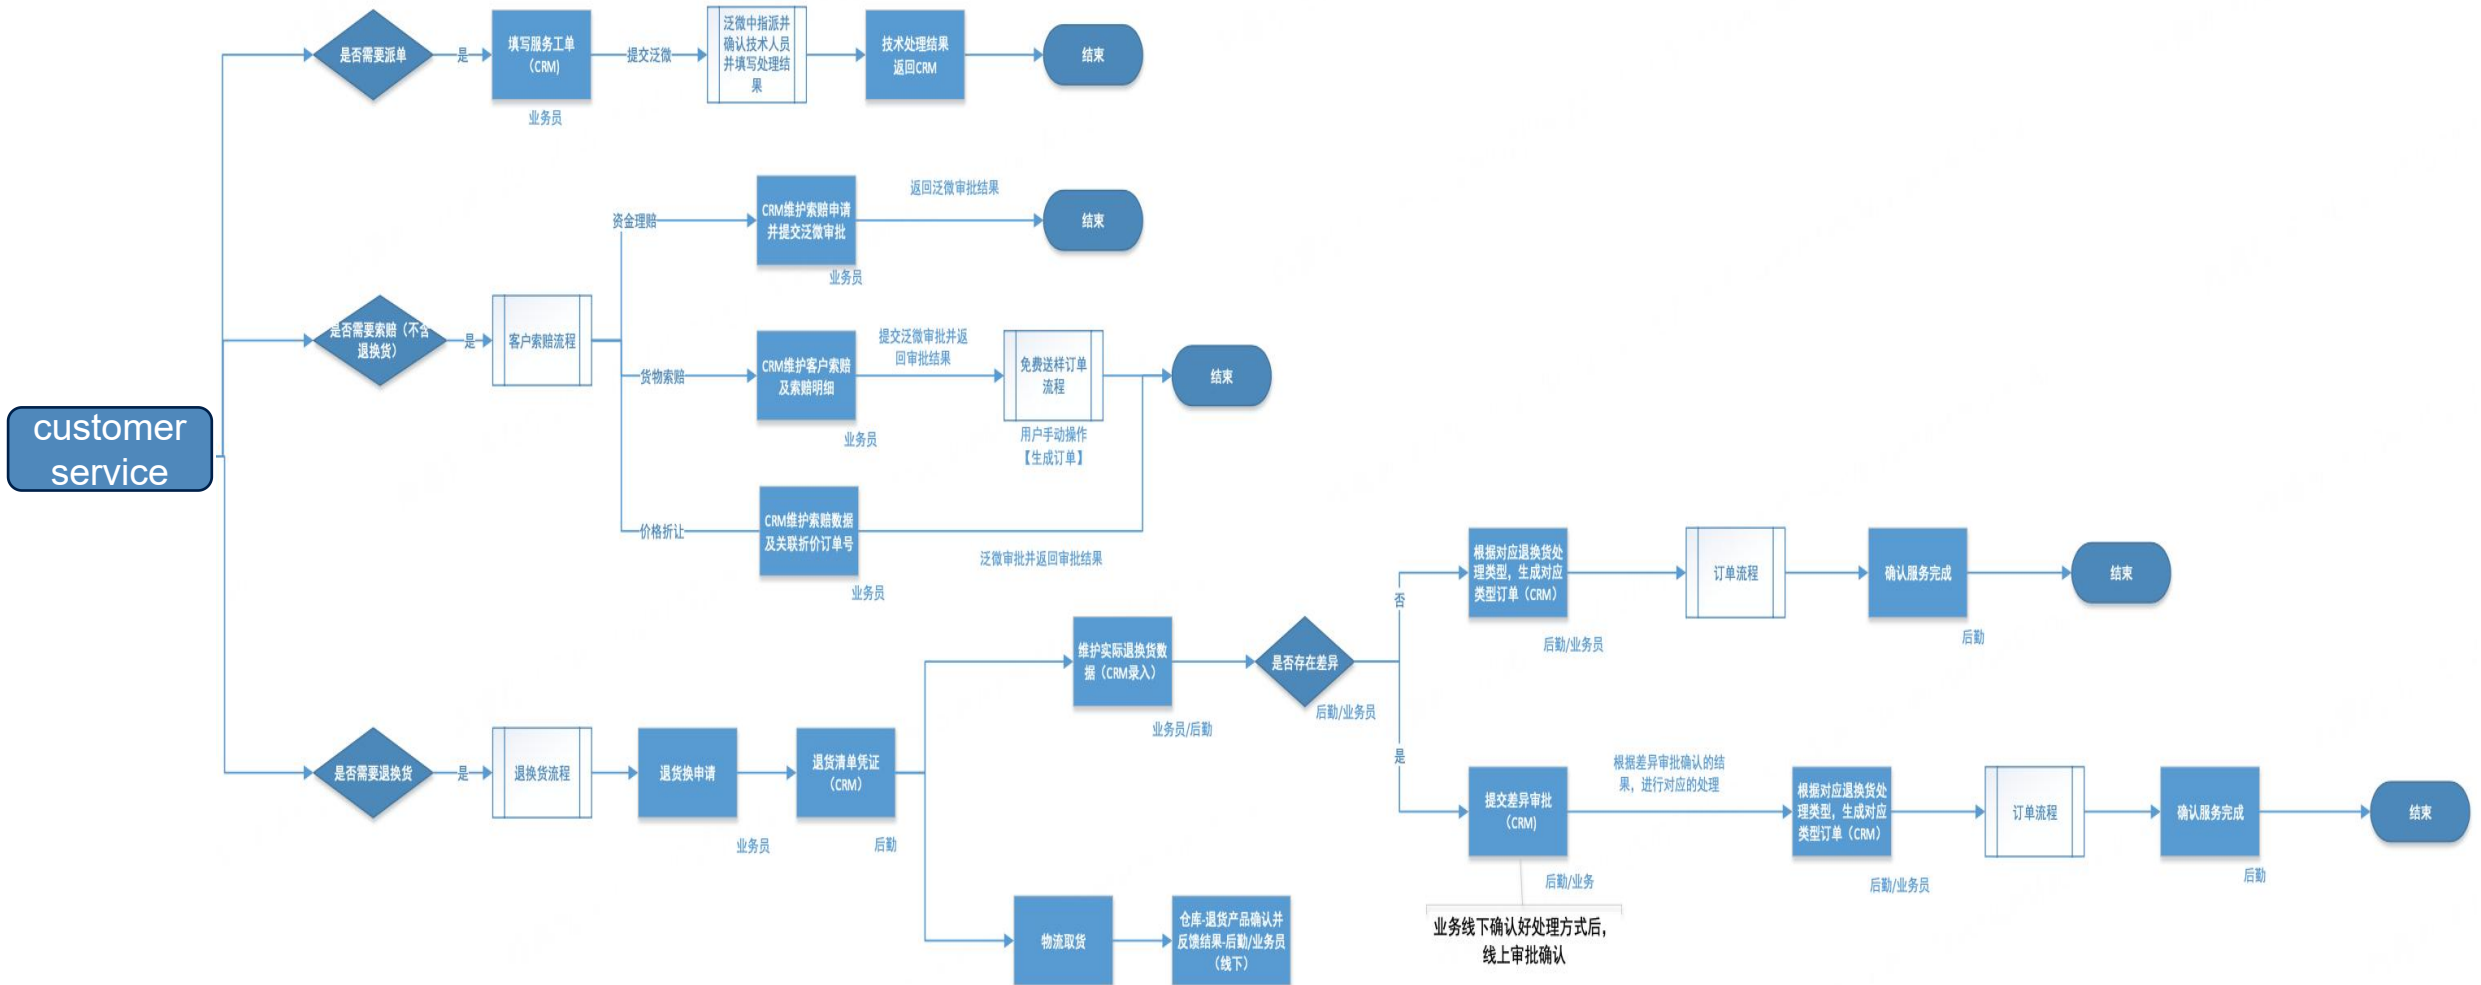 是否需要派单
是
填写服务工单
（CRM）
业务员
提交泛微
泛微中指派并
确认技术人员
并填写处理结
果
技术处理结果
返回CRM
结束
资金理赔
CRM维护索赔申请
并提交泛微审批
业务员
返回泛微审批结果
结束
是否需要索赔（不含
退换货）
是
客户索赔流程
货物索赔
CRM维护客户索赔
及索赔明细
业务员
提交泛微审批并返
回审批结果
免费送样订单
流程
用户手动操作
【生成订单】
结束
customer
service
价格折让
CRM维护索赔数据
及关联折价订单号
业务员
泛微审批并返回审批结果
是否需要退换货
是
退换货流程
退货换申请
业务员
退货清单凭证
（CRM）
后勤
维护实际退换货数
据（CRM录入）
业务员/后勤
是否存在差异
后勤/业务员
否
根据对应退换货处
理类型，生成对应
类型订单（CRM）
后勤/业务员
订单流程
确认服务完成
后勤
结束
是
提交差异审批
（CRM）
后勤/业务
业务线下确认好处理方式后，
线上审批确认
根据差异审批确认的结
果，进行对应的处理
根据对应退换货处
理类型，生成对应
类型订单（CRM）
后勤/业务员
订单流程
确认服务完成
后勤
结束
物流取货
仓库-退货产品确认并
反馈结果-后勤/业务员
（线下）